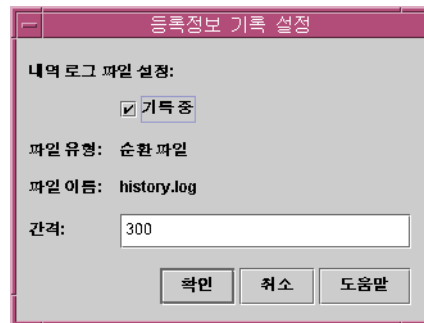 등록정보 기록 설정
내역 로그 파일 설정:
기록 중
파일 유형: 순환 파일
파일 이름: history.log
간격: 300
확인 취소 도움말